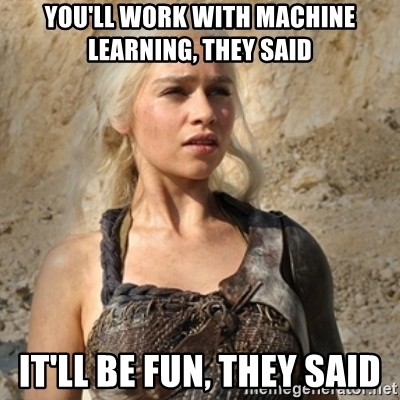 YOU'LL WORK WITH MACHINE
LEARNING, THEY SAID
IT'LL BE FUN, THEY SAID
memegenerator.net